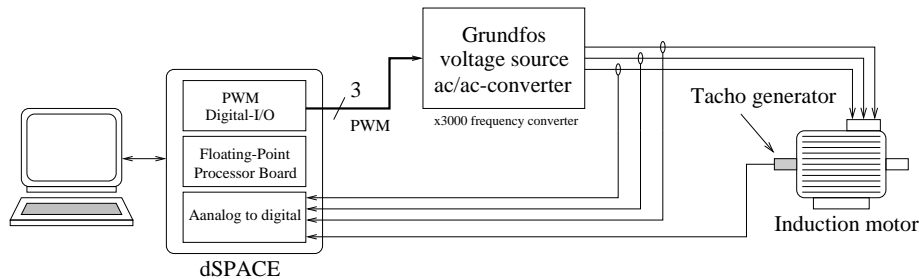 Grundfos
voltage source
ac/ac-converter
x3000 frequency converter
3
PWM
PWM
Digital-I/O
Floating-Point
Processor Board
Aanalog to digital
dSPACE
Tacho generator
Induction motor